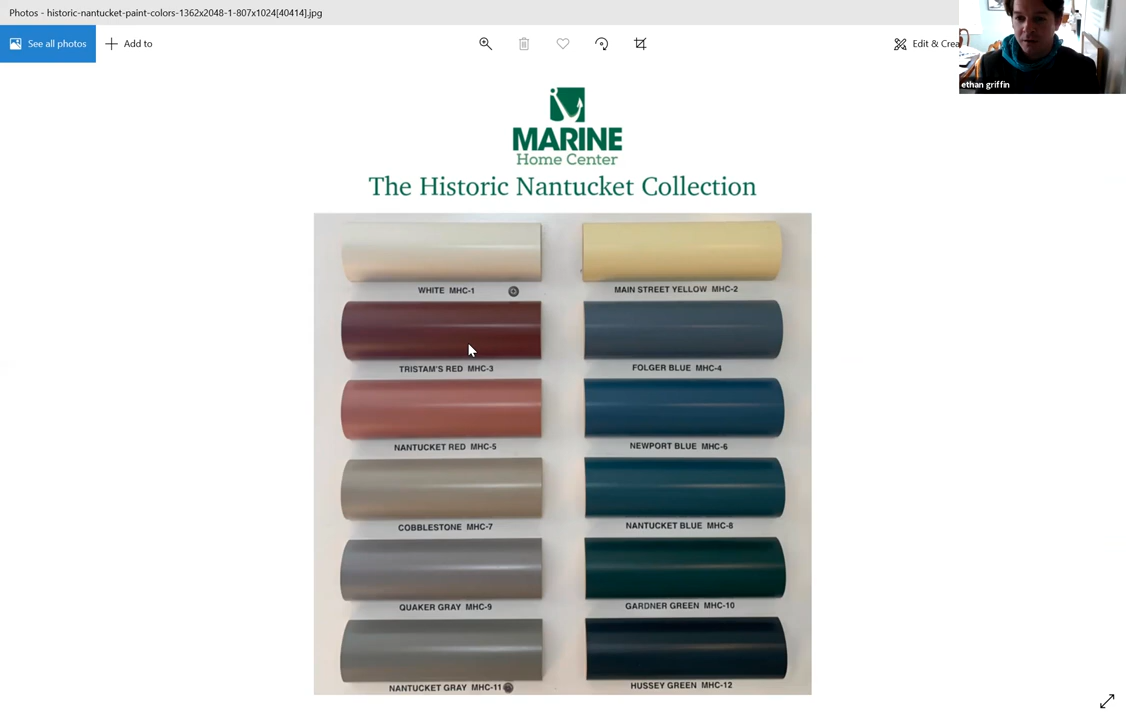 Photos - historic-nantucket-paint-colors-1362x2048-1-807x1024[40414].jpg
See all photos
Add to
Edit & Crea
ethan griffin
MARINE
Home Center
The Historic Nantucket Collection
WHITE MHC-1
MAIN STREET YELLOW MHC-2
TRISTAM'S RED MHC-3
FOLGER BLUE MHC-4
NANTUCKET RED MHC-5
NEWPORT BLUE MHC-6
COBBLESTONE MHC-7
NANTUCKET BLUE MHC-8
QUAKER GRAY MHC-9
GARDNER GREEN MHC-10
NANTUCKET GRAY MHC-11
HUSSEY GREEN MHC-12